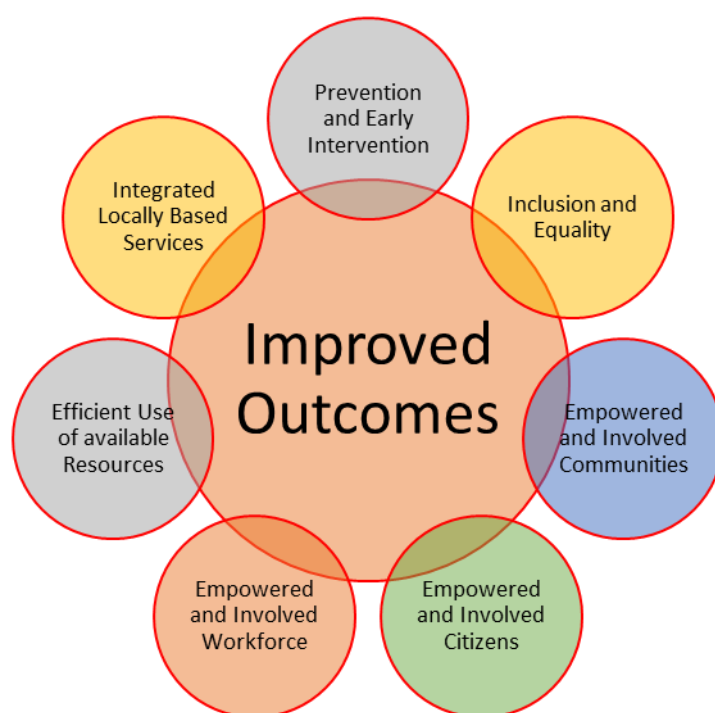 Prevention
and Early
Intervention
Integrated
Locally Based
Services
Inclusion and
Equality
Improved
Outcomes
Efficient Use
of available
Resources
Empowered
and Involved
Communities
Empowered
and Involved
Workforce
Empowered
and Involved
Citizens